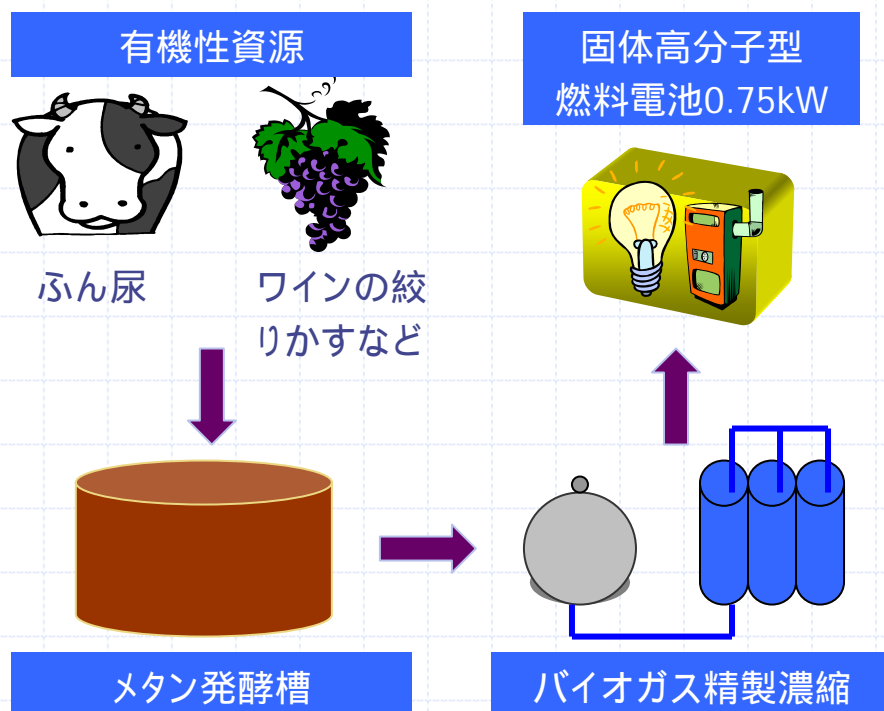 有機性資源
固体高分子型
燃料電池0.75kW
ふん尿
ワインの絞
りかすなど
メタン発酵槽
バイオガス精製濃縮